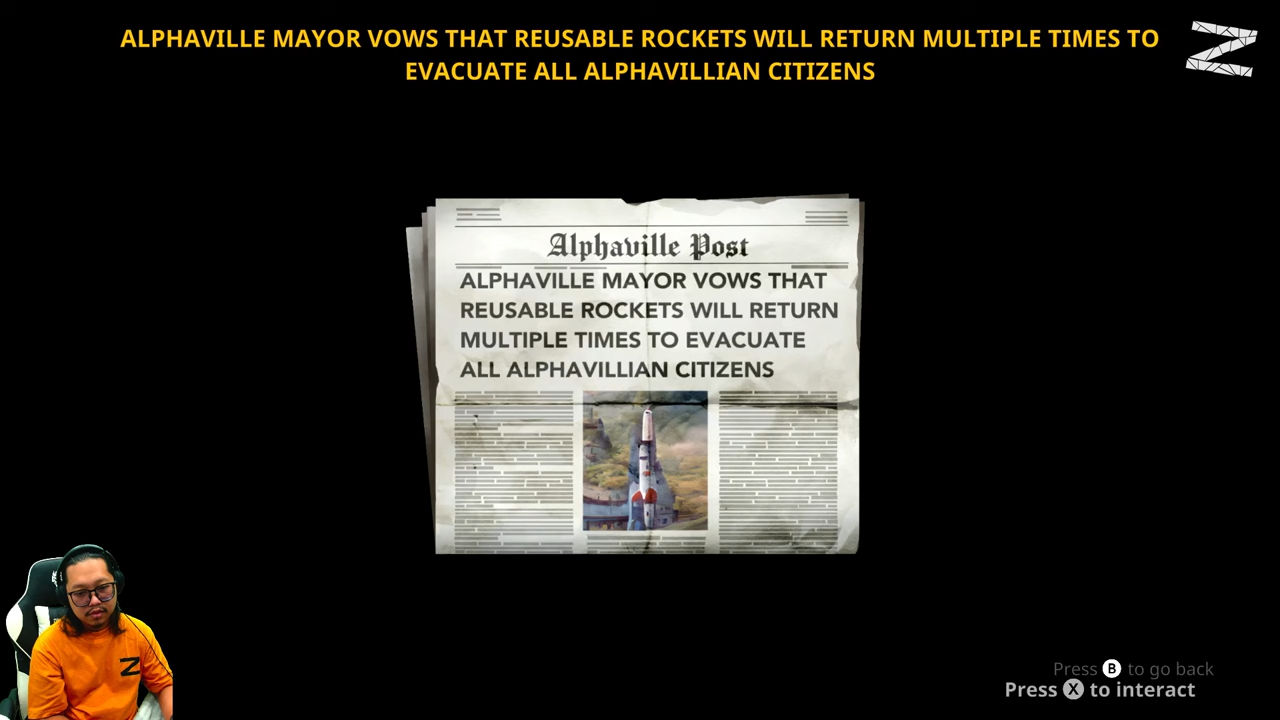 ALPHAVILLE MAYOR VOWS THAT REUSABLE ROCKETS WILL RETURN MULTIPLE TIMES TO
EVACUATE ALL ALPHAVILLIAN CITIZENS
Z
Alphaville Post
ALPHAVILLE MAYOR VOWS THAT
REUSABLE ROCKETS WILL RETURN
MULTIPLE TIMES TO EVACUATE
ALL ALPHAVILLIAN CITIZENS
Z
Press B to go back
Press X to interact